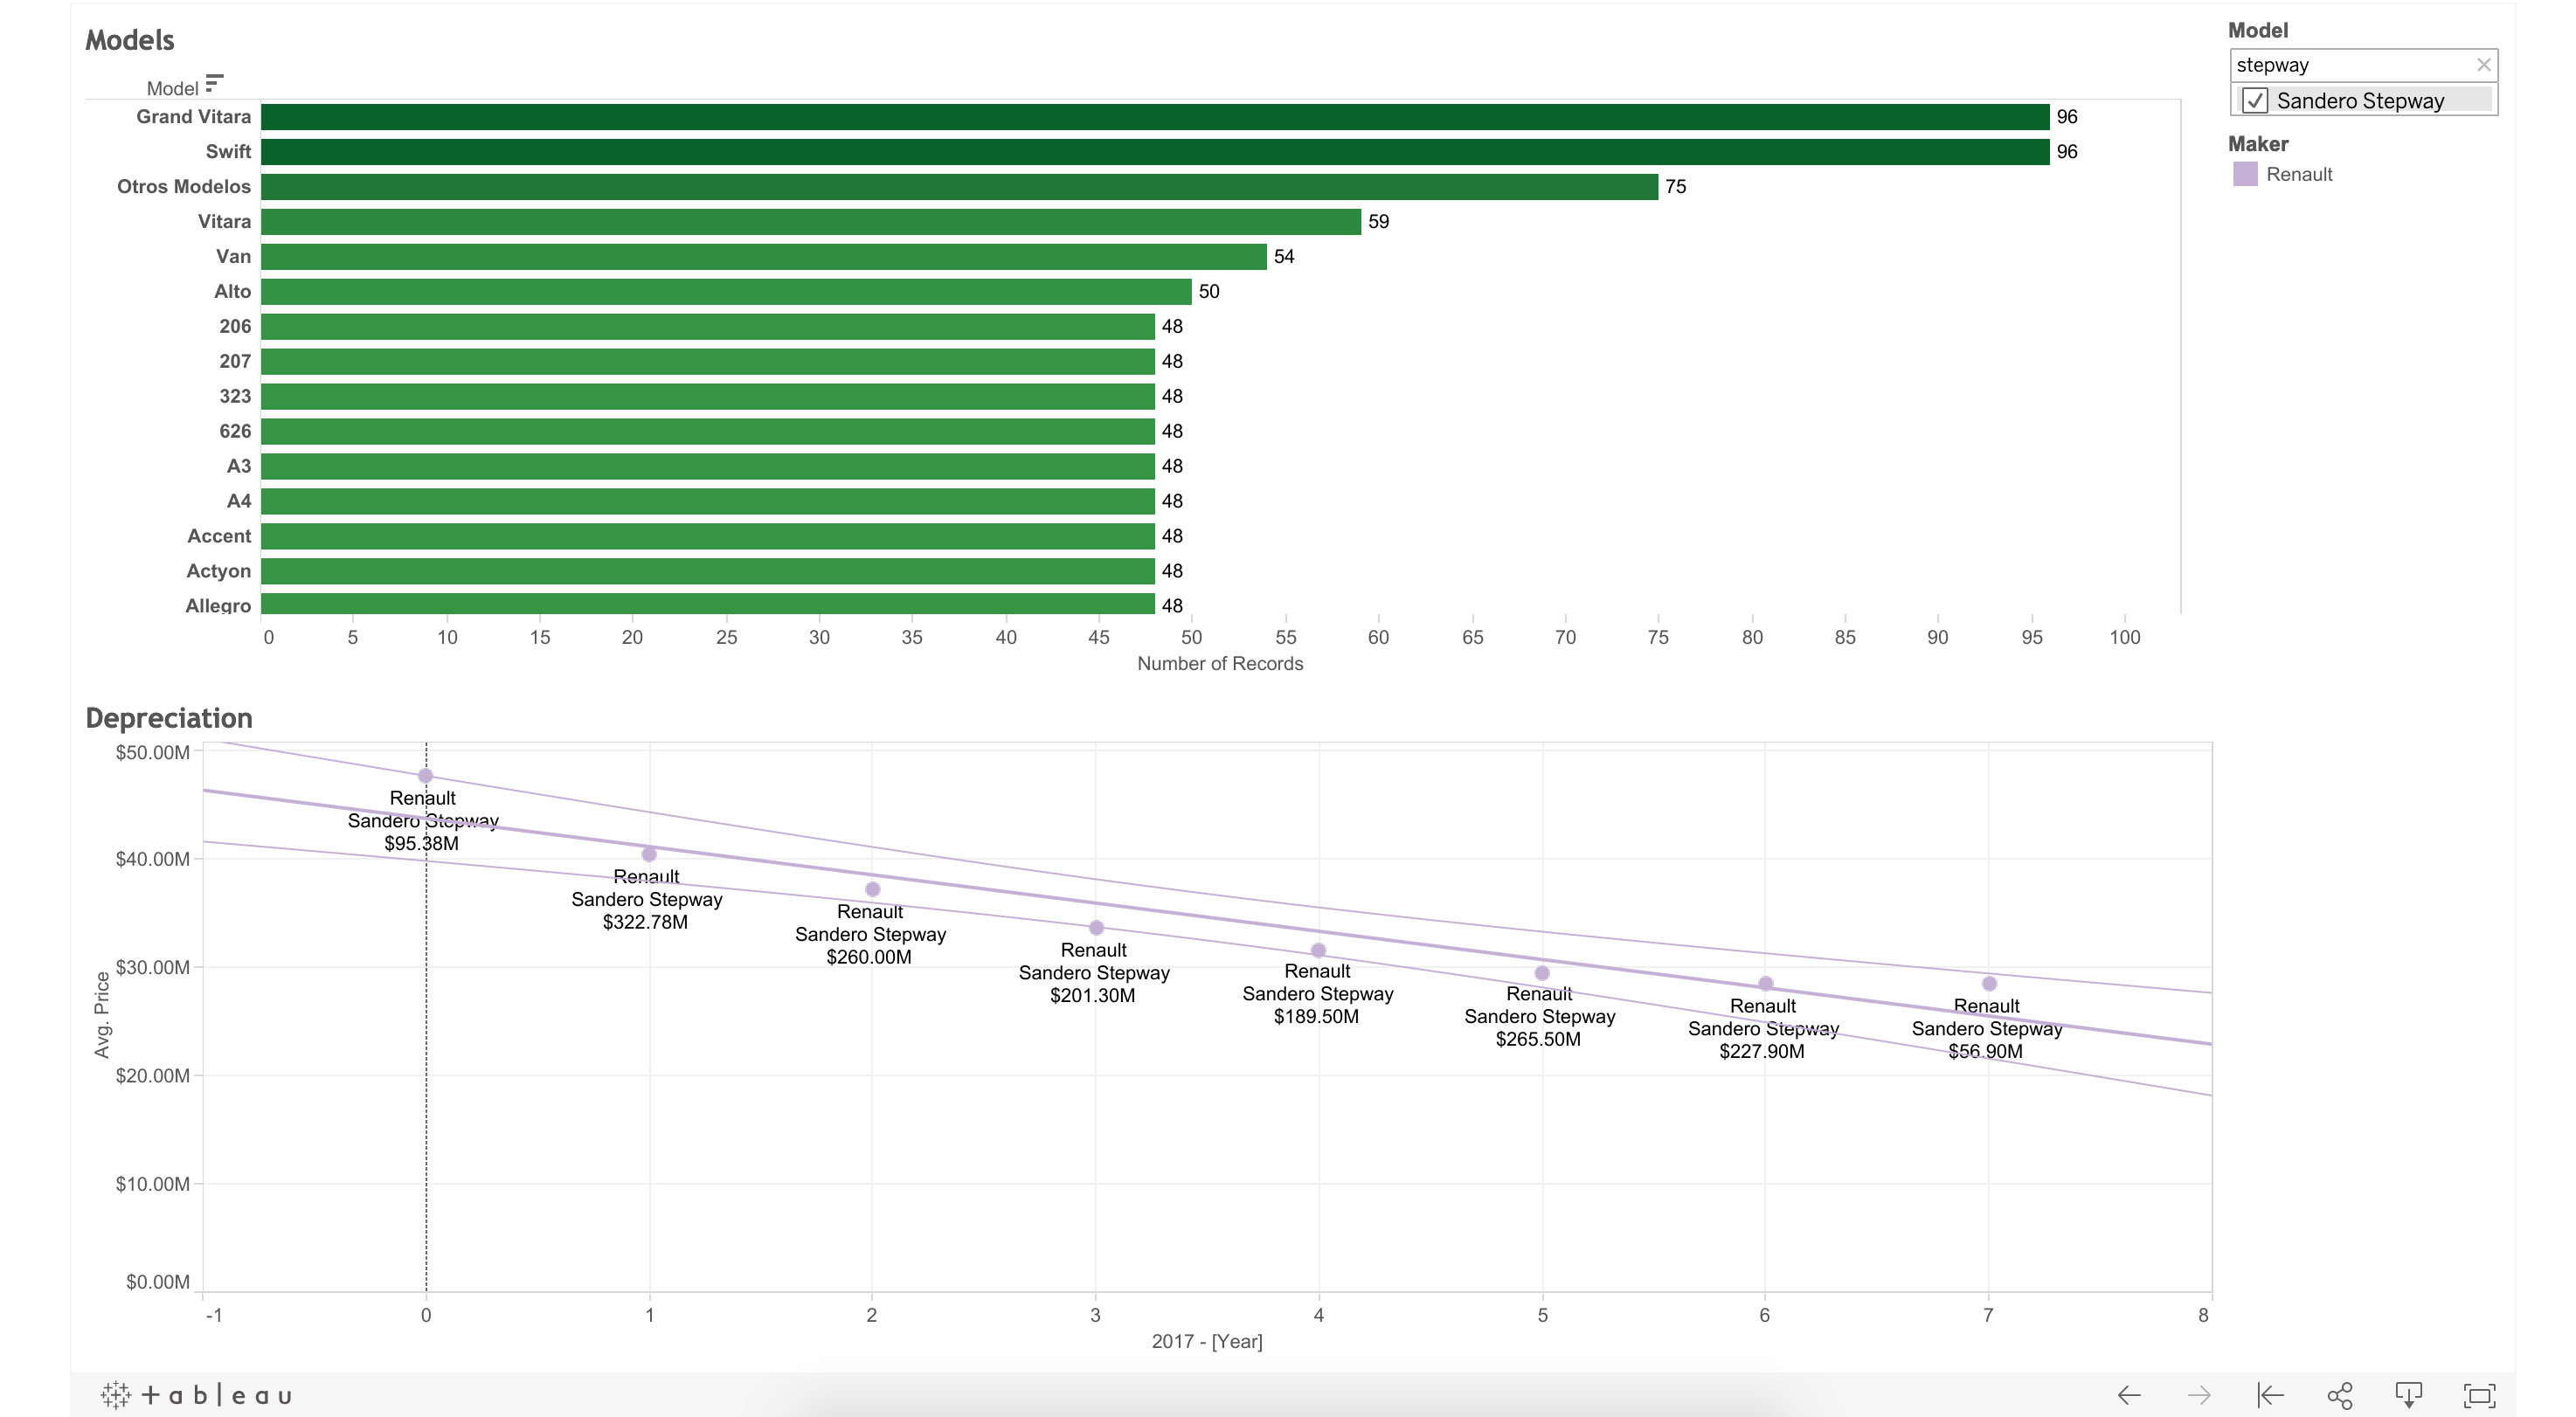 Models
Model
Grand Vitara 96
Swift 96
Otros Modelos 75
Vitara 59
Van 54
Alto 50
206 48
207 48
323 48
626 48
A3 48
A4 48
Accent 48
Actyon 48
Allegro 48
0 5 10 15 20 25 30 35 40 45 50 55 60 65 70 75 80 85 90 95 100
Number of Records
Model
stepway
Sandero Stepway
Maker
Renault
Depreciation
Avg. Price
$50.00M
$40.00M
$30.00M
$20.00M
$10.00M
$0.00M
Renault
Sandero Stepway
$95.38M
Renault
Sandero Stepway
$322.78M
Renault
Sandero Stepway
$260.00M
Renault
Sandero Stepway
$201.30M
Renault
Sandero Stepway
$189.50M
Renault
Sandero Stepway
$265.50M
Renault
Sandero Stepway
$227.90M
Renault
Sandero Stepway
$56.90M
-1 0 1 2 3 4 5 6 7 8
2017 - [Year]
+ableau